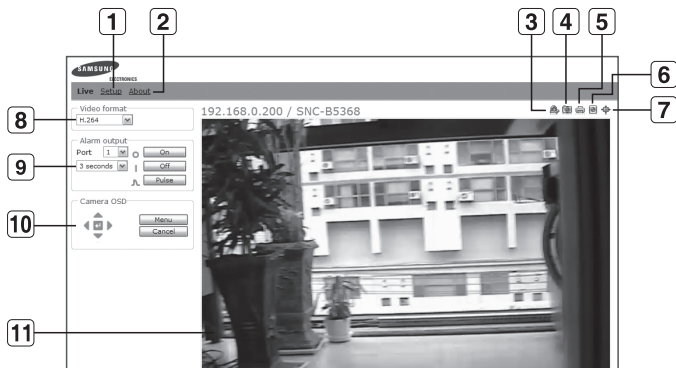 1 2 3 4 5 6 7
SAMSUNG
ELECTRONICS
Live Setup About
8 Video format
H.264
192.168.0.200 / SNC-B5368
9 Alarm output
Port 1 On
3 seconds Off
Pulse
10 Camera OSD
Menu
Cancel
11